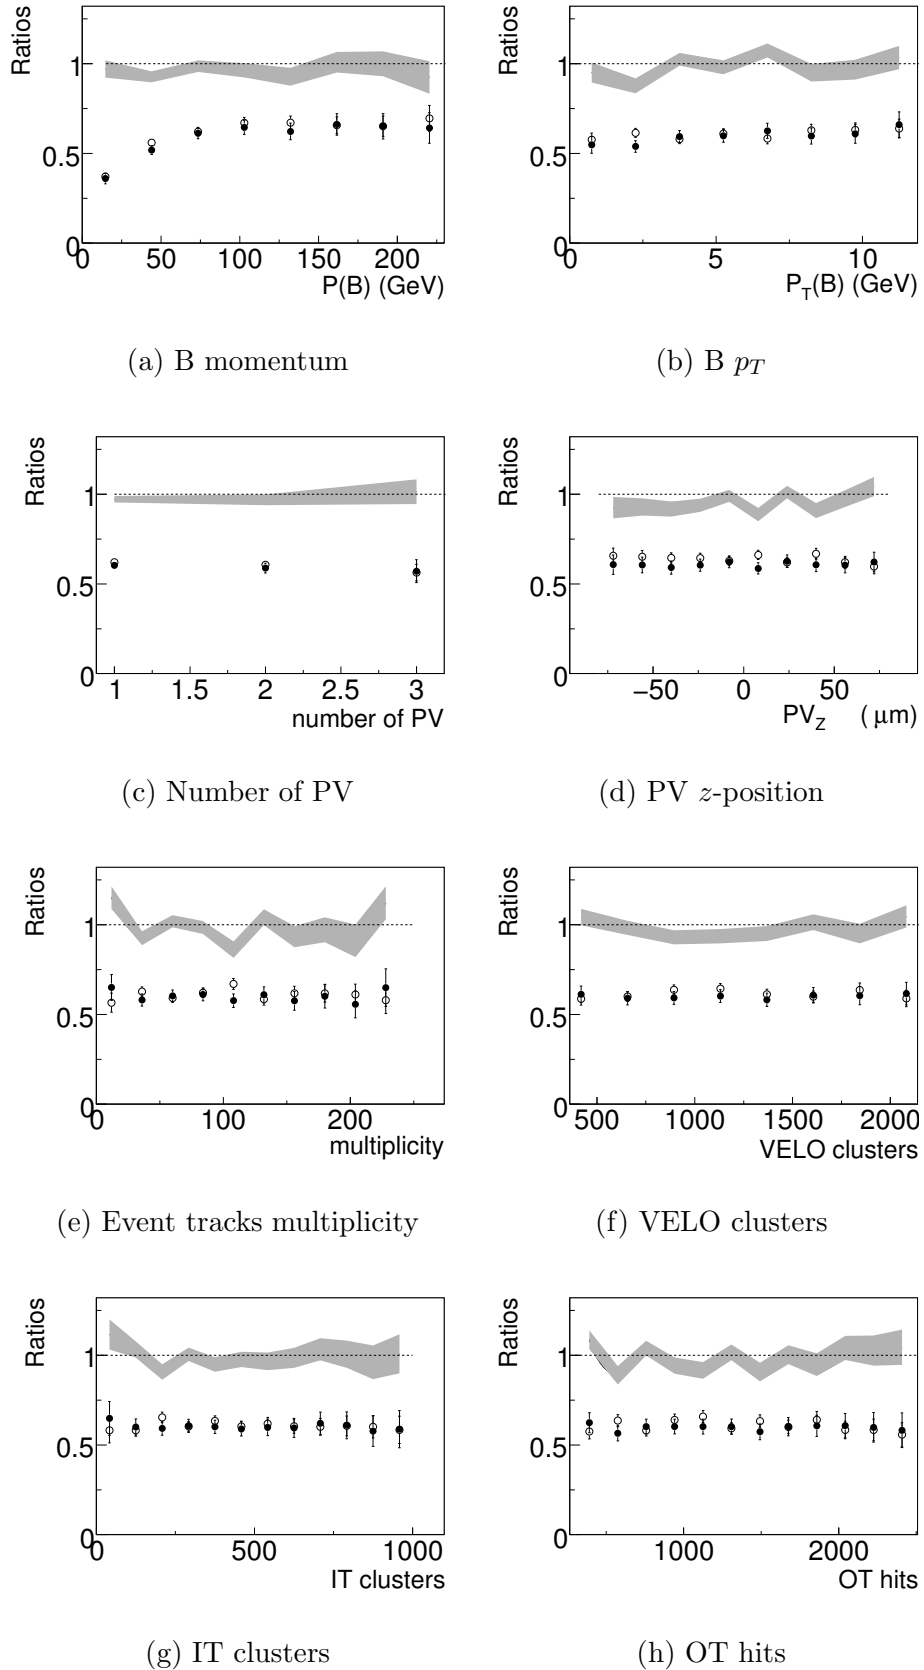 Ratios
1
0.5
0
0 50 100 150 200
P(B) (GeV)
(a) B momentum
Ratios
1
0.5
0
0 5 10
P_T(B) (GeV)
(b) B p_T
Ratios
1
0.5
0
1 1.5 2 2.5 3
number of PV
(c) Number of PV
Ratios
1
0.5
0
−50 0 50
PV_Z (μm)
(d) PV z-position
Ratios
1
0.5
0
0 100 200
multiplicity
(e) Event tracks multiplicity
Ratios
1
0.5
0
500 1000 1500 2000
VELO clusters
(f) VELO clusters
Ratios
1
0.5
0
0 500 1000
IT clusters
(g) IT clusters
Ratios
1
0.5
0
1000 2000
OT hits
(h) OT hits